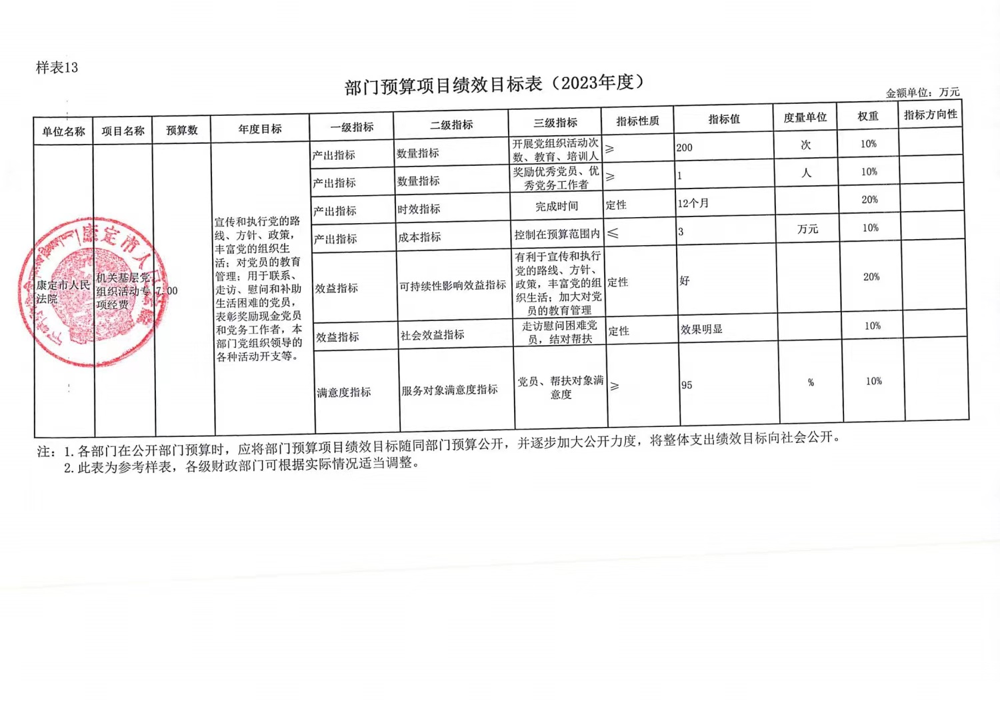 样表13
部门预算项目绩效目标表（2023年度）
金额单位：万元
单位名称 项目名称 预算数 年度目标 一级指标 二级指标 三级指标 指标性质 指标值 度量单位 权重 指标方向性
康定市人民
法院
机关基层党
组织活动专
项经费
7.00
宣传和执行党的路
线、方针、政策，
丰富党的组织生
活；对党员的教育
管理；用于联系、
走访、慰问和补助
生活困难的党员，
表彰奖励现金党员
和党务工作者，本
部门党组织领导的
各种活动开支等。
产出指标 数量指标 开展党组织活动次
数、教育、培训人 ≥ 200 次 10%
产出指标 数量指标 奖励优秀党员、优
秀党务工作者 ≥ 1 人 10%
产出指标 时效指标 完成时间 定性 12个月 20%
产出指标 成本指标 控制在预算范围内 ≤ 3 万元 10%
效益指标 可持续性影响效益指标 有利于宣传和执行
党的路线、方针、
政策，丰富党的组
织生活；加大对党
员的教育管理 定性 好 20%
效益指标 社会效益指标 走访慰问困难党
员，结对帮扶 定性 效果明显 10%
满意度指标 服务对象满意度指标 党员、帮扶对象满
意度 ≥ 95 % 10%
康定市人民
注：1.各部门在公开部门预算时，应将部门预算项目绩效目标随同部门预算公开，并逐步加大公开力度，将整体支出绩效目标向社会公开。
2.此表为参考样表，各级财政部门可根据实际情况适当调整。